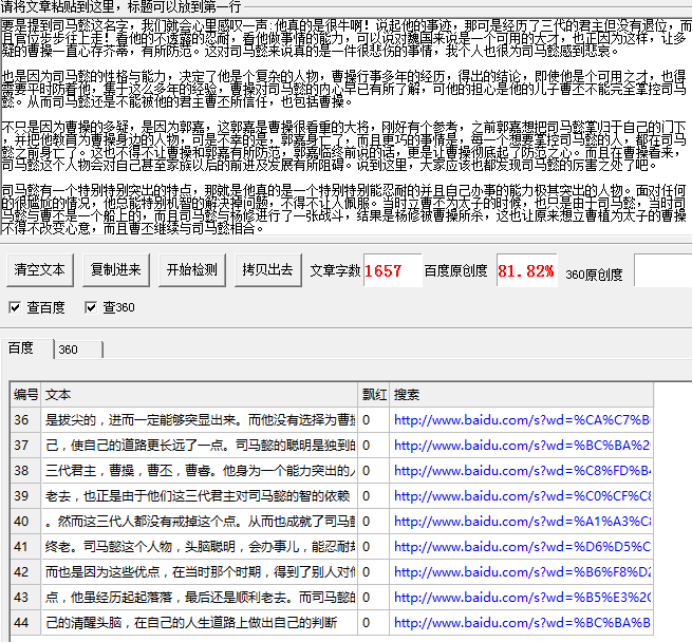 请将文章粘贴到这里，标题可以放到第一行
要是提到司马懿这名字，我们就会心里感叹一声:他真的是很牛啊！说起他的事迹，那可是经历了三代的君主但没有退位，而
且官位步步往上走！看他的不透露的忍耐，看他做事情的能力，可以说对魏国来说是一个可用的大才，也正因为这样，让多
疑的曹操一直心存芥蒂，有所防范。这对司马懿来说真的是一件很悲伤的事情，我个人也很为司马懿感到悲哀。
也是因为司马懿的性格与能力，决定了他是个复杂的人物，曹操行事多年的经历，得出的结论，即使他是个可用之才，也得
需要平时防着他，集于这么多年的经验，曹操对司马懿的内心早已有所了解，可他的担心是他的儿子曹丕不能完全掌控司马
懿。从而司马懿还是不能被他的君主曹丕所信任，也包括曹操。
不只是因为曹操的多疑，是因为郭嘉，这郭嘉是曹操很看重的大将，刚好有个参考，之前郭嘉想把司马懿掌归于自己的门下
，并把他教育为曹操身边的人物，可是不幸的是，郭嘉身亡了，而且更巧的事情是，每一个想要掌控司马懿的人，都在司马
懿之前身亡了。这也不得不让曹操和郭嘉有所防范，郭嘉临终前说的话，更是让曹操彻底起了防范之心。而且在曹操看来，
司马懿这个人物会对自己甚至家族以后的前进及发展有所阻碍。说到这里，大家应该也都发现司马懿的厉害之处了吧。
司马懿有一个特别特别突出的特点，那就是他真的是一个特别特别能忍耐的并且自己办事的能力极其突出的人物。面对任何
的很尴尬的情况，他总能特别机智的解决掉问题，不得不让人佩服。当时立曹丕为太子的时候，也只是由于司马懿，当时司
马懿与曹丕是一个船上的，而且司马懿与杨修进行了一张战斗，结果是杨修被曹操所杀，这也让原来想立曹植为太子的曹操
不得不改变心意，而且曹丕继续与司马懿相合。
清空文本 复制进来 开始检测 拷贝出去 文章字数 1657 百度原创度 81.82% 360原创度
查百度 查360
百度 360
编号 文本 飘红 搜索
36 是拔尖的，进而一定能够突显出来。而他没有选择为曹操 0 http://www.baidu.com/s?wd=%CA%C7%B
37 己，使自己的道路更长远了一点。司马懿的聪明是独到的 0 http://www.baidu.com/s?wd=%BC%BA%2
38 三代君主，曹操，曹丕，曹睿。他身为一个能力突出的人 0 http://www.baidu.com/s?wd=%C8%FD%B4
39 老去，也正是由于他们这三代君主对司马懿的智的依赖 0 http://www.baidu.com/s?wd=%C0%CF%C8
40 。然而这三代人都没有戒掉这个点。从而也成就了司马懿 0 http://www.baidu.com/s?wd=%A1%A3%C8
41 终老。司马懿这个人物，头脑聪明，会办事儿，能忍耐却 0 http://www.baidu.com/s?wd=%D6%D5%C
42 而也是因为这些优点，在当时那个时期，得到了别人对他 0 http://www.baidu.com/s?wd=%B6%F8%D2
43 点，他虽经历起起落落，最后还是顺利老去。而司马懿的 0 http://www.baidu.com/s?wd=%B5%E3%2C
44 己的清醒头脑，在自己的人生道路上做出自己的判断 0 http://www.baidu.com/s?wd=%BC%BA%B